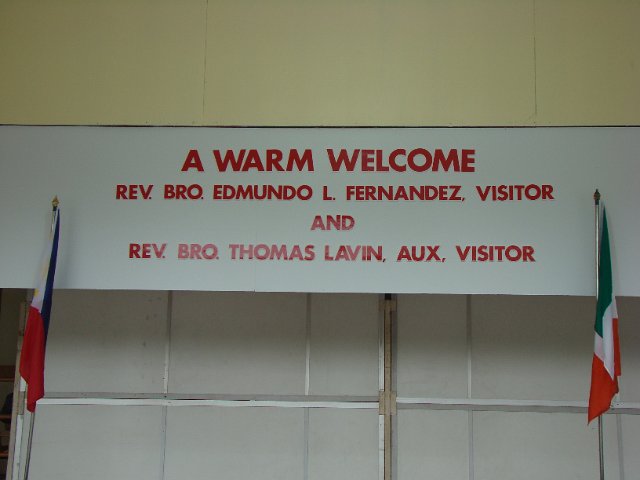 A WARM WELCOME
REV. BRO. EDMUNDO L. FERNANDEZ, VISITOR
AND
REV. BRO. THOMAS LAVIN, AUX, VISITOR